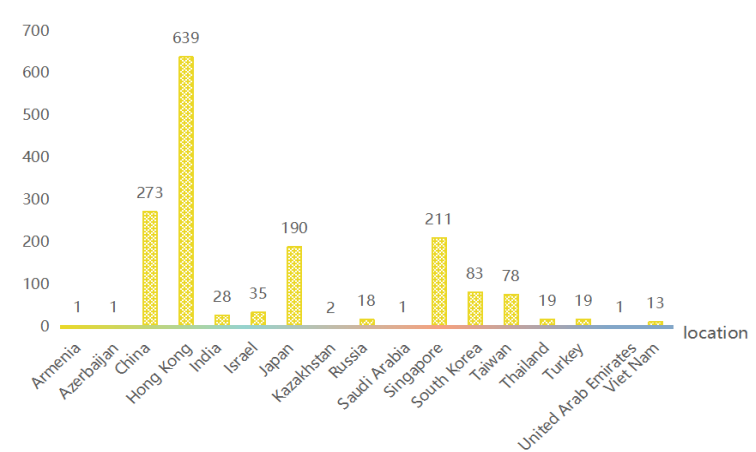 700
639
600
500
400
300
273
211
200
190
100
83
78
28
35
18
19
19
13
1
1
2
1
1
0
location
Armenia
Azerbaijan
China
Hong Kong
India
Israel
Japan
Kazakhstan
Russia
Saudi Arabia
Singapore
South Korea
Taiwan
Thailand
Turkey
United Arab Emirates
Viet Nam